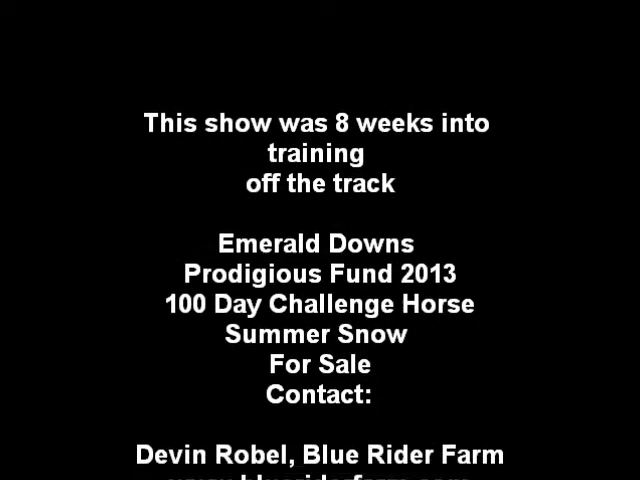 This show was 8 weeks into
training
off the track
Emerald Downs
Prodigious Fund 2013
100 Day Challenge Horse
Summer Snow
For Sale
Contact:
Devin Robel, Blue Rider Farm